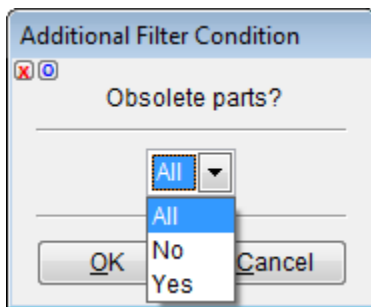 Additional Filter Condition
X O
Obsolete parts?
All
All
No
Yes
OK Cancel